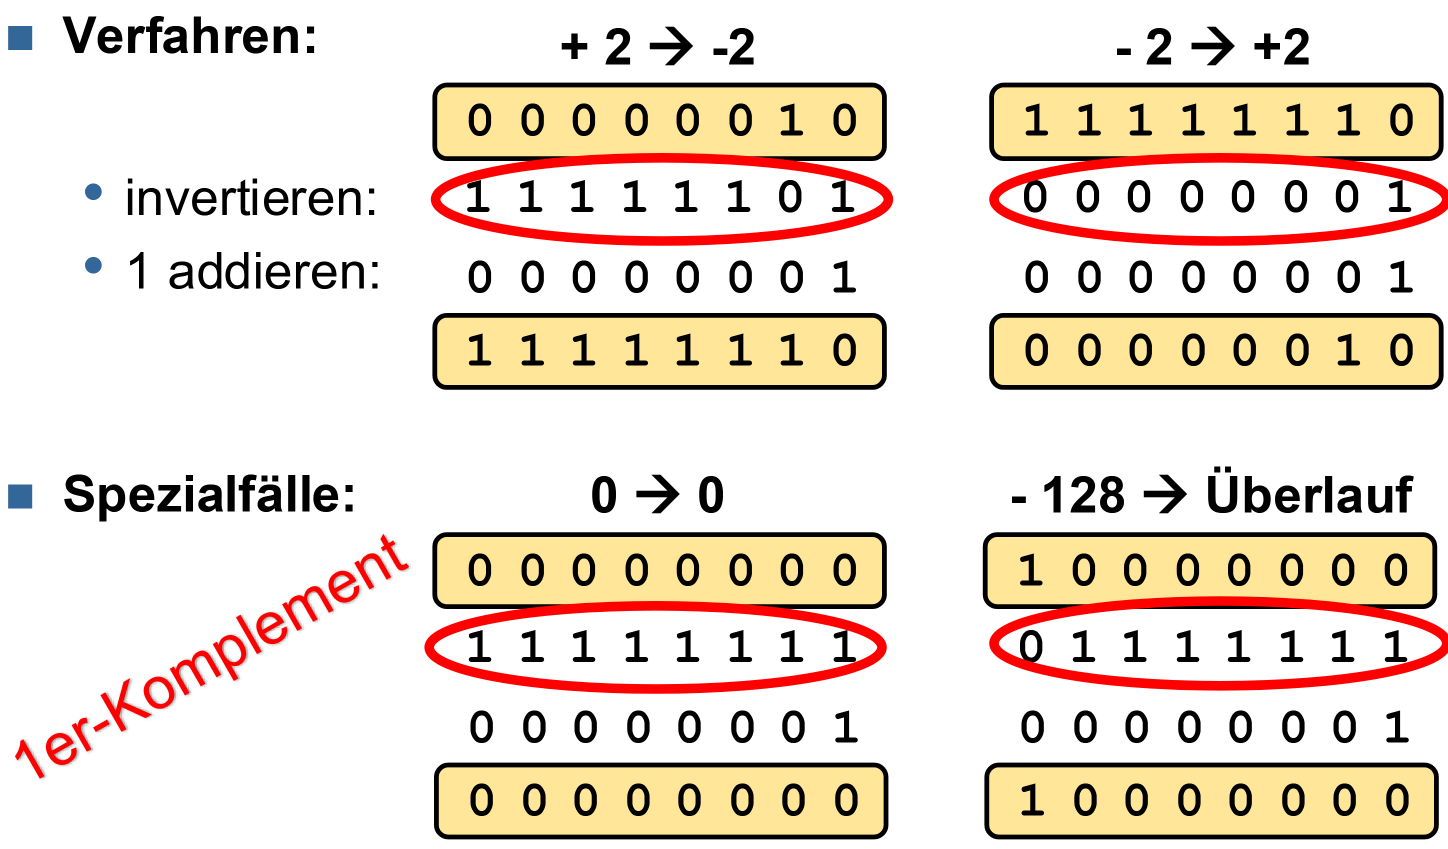 Verfahren:
+ 2 → -2
- 2 → +2
0 0 0 0 0 0 1 0
1 1 1 1 1 1 1 0
invertieren:
1 1 1 1 1 1 0 1
0 0 0 0 0 0 0 1
1 addieren:
0 0 0 0 0 0 0 1
0 0 0 0 0 0 0 1
1 1 1 1 1 1 1 0
0 0 0 0 0 0 1 0
Spezialfälle:
0 → 0
- 128 → Überlauf
0 0 0 0 0 0 0 0
1 0 0 0 0 0 0 0
1er-Komplement
1 1 1 1 1 1 1 1
0 1 1 1 1 1 1 1
0 0 0 0 0 0 0 1
0 0 0 0 0 0 0 1
0 0 0 0 0 0 0 0
1 0 0 0 0 0 0 0